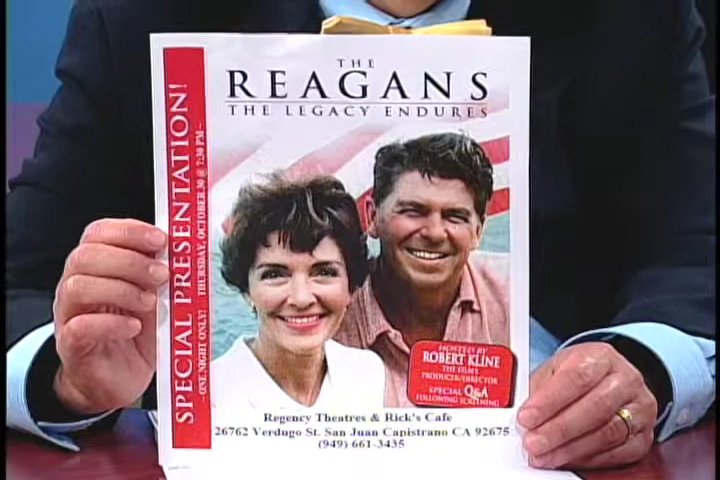 SPECIAL PRESENTATION!
- ONE NIGHT ONLY! THURSDAY, OCTOBER 30 @ 7:30 PM -
THE
REAGANS
THE LEGACY ENDURES
HOSTED BY
ROBERT KLINE
THE FILM'S
PRODUCER/DIRECTOR
SPECIAL Q&A
FOLLOWING SCREENING
Regency Theatres & Rick's Cafe
26762 Verdugo St. San Juan Capistrano CA 92675
(949) 661-3435